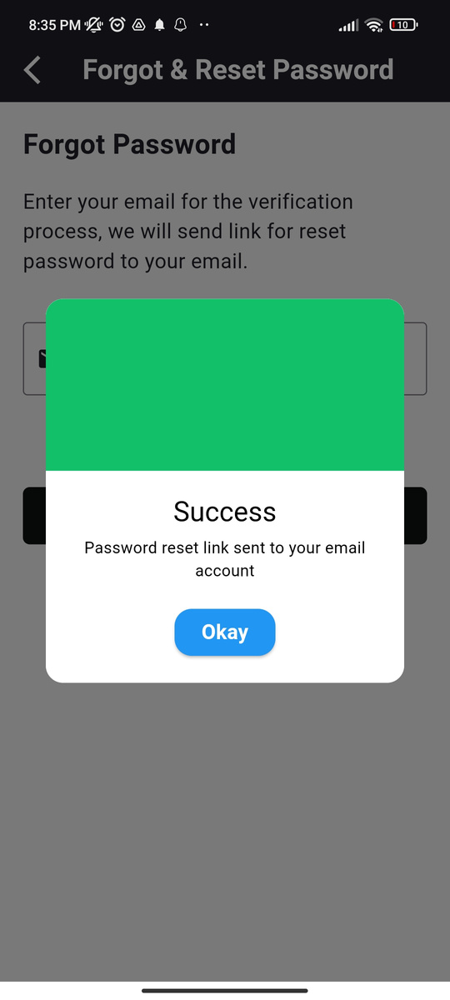 8:35 PM
10
Forgot & Reset Password
Forgot Password
Enter your email for the verification
process, we will send link for reset
password to your email.
Success
Password reset link sent to your email
account
Okay